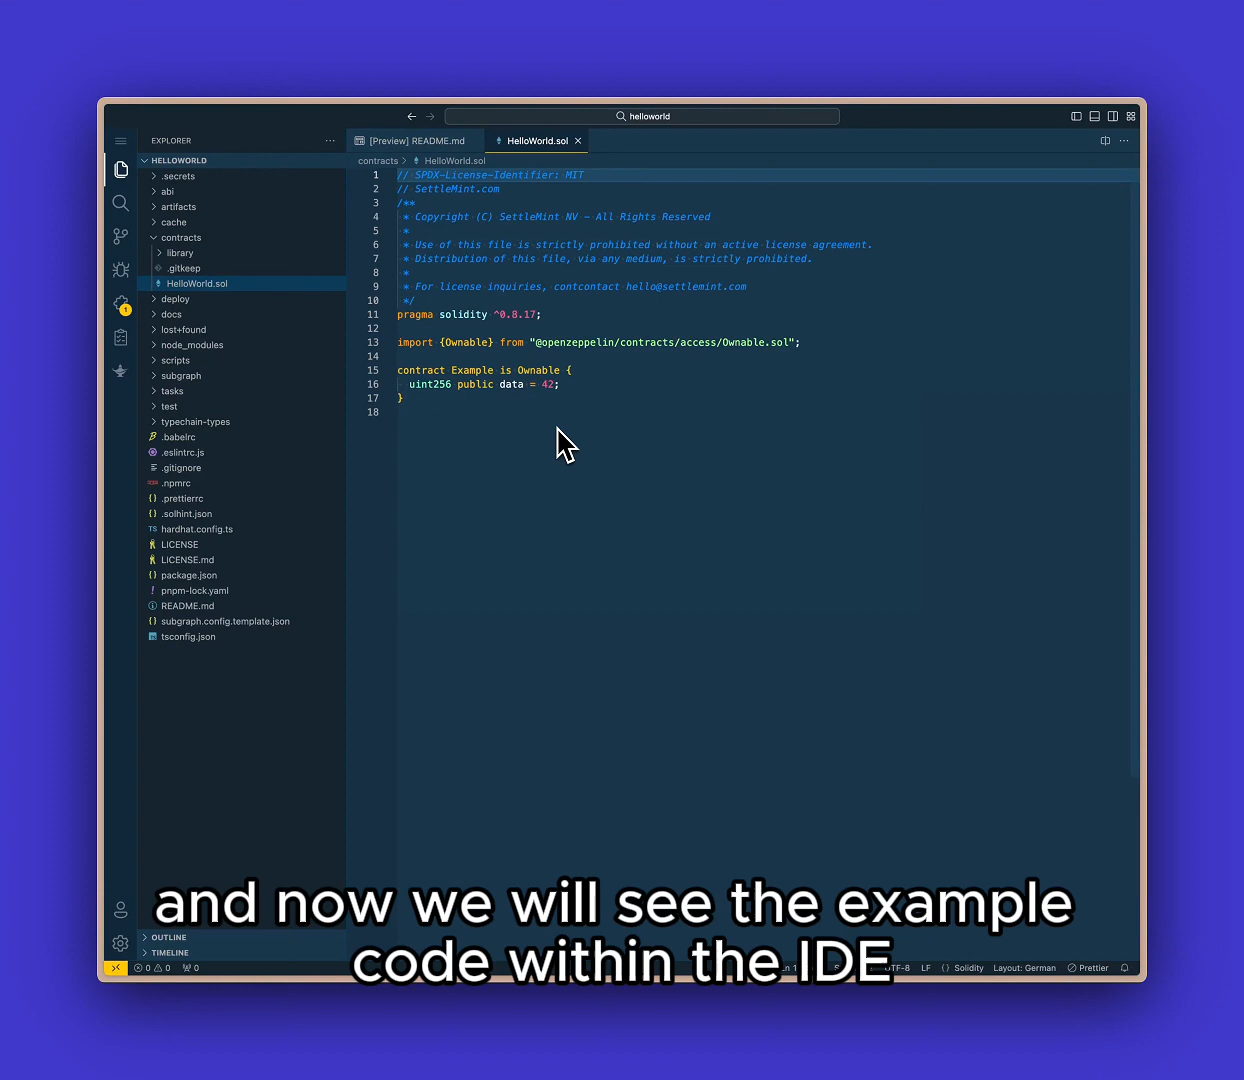 helloworld
EXPLORER
[Preview] README.md
HelloWorld.sol
HELLOWORLD
contracts > HelloWorld.sol
.secrets
abi
artifacts
cache
contracts
library
.gitkeep
HelloWorld.sol
deploy
docs
lost+found
node_modules
scripts
subgraph
tasks
test
typechain-types
.babelrc
.eslintrc.js
.gitignore
.npmrc
.prettierrc
.solhint.json
TS hardhat.config.ts
LICENSE
LICENSE.md
package.json
pnpm-lock.yaml
README.md
subgraph.config.template.json
tsconfig.json
1 // SPDX-License-Identifier: MIT
2 // SettleMint.com
3 /**
4 * Copyright (C) SettleMint NV - All Rights Reserved
5 *
6 * Use of this file is strictly prohibited without an active license agreement.
7 * Distribution of this file, via any medium, is strictly prohibited.
8 *
9 * For license inquiries, contcontact hello@settlemint.com
10 */
11 pragma solidity ^0.8.17;
12
13 import {Ownable} from "@openzeppelin/contracts/access/Ownable.sol";
14
15 contract Example is Ownable {
16 uint256 public data = 42;
17 }
18
1
and now we will see the example
code within the IDE
OUTLINE
TIMELINE
0 0 0
LF {} Solidity Layout: German Prettier